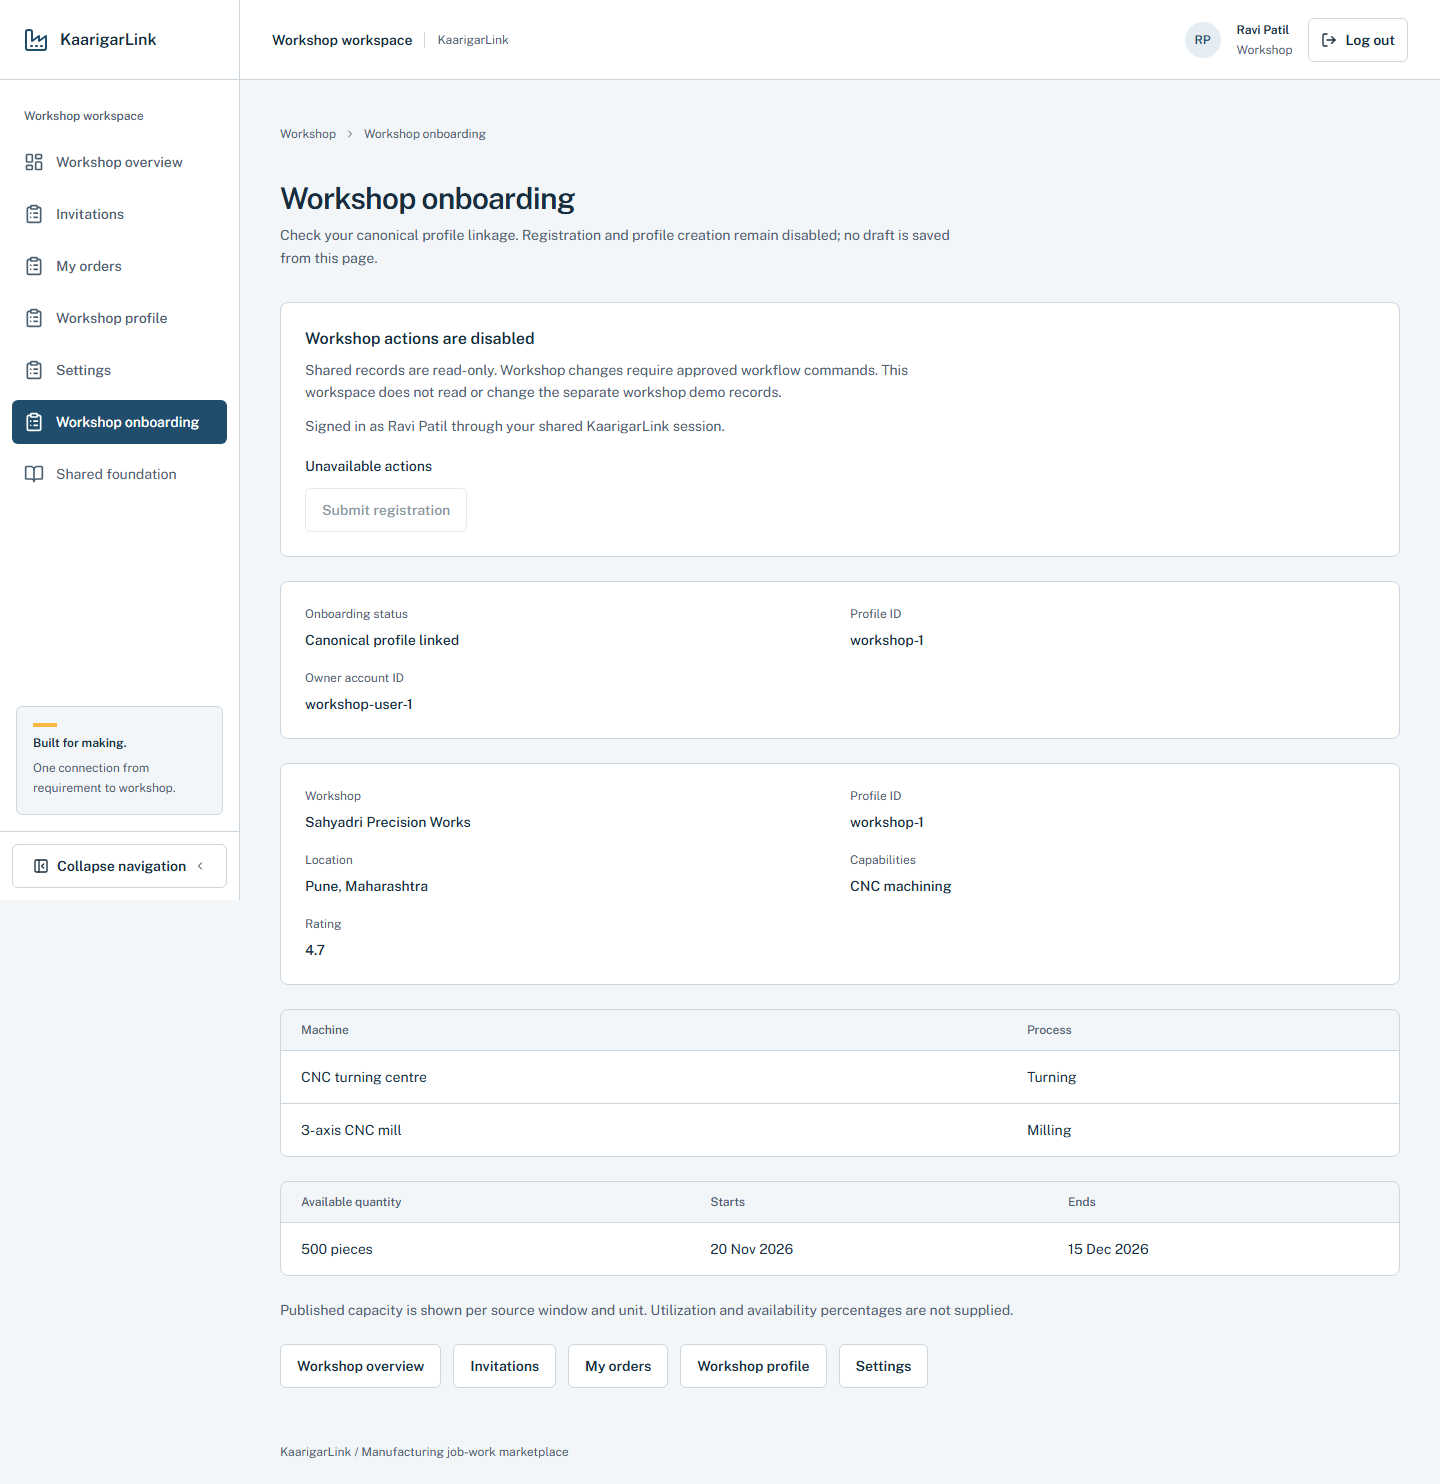 KaarigarLink
Workshop workspace
KaarigarLink
RP
Ravi Patil
Workshop
Log out
Workshop workspace
Workshop overview
Invitations
My orders
Workshop profile
Settings
Workshop onboarding
Shared foundation
Built for making.
One connection from
requirement to workshop.
Collapse navigation
Workshop
Workshop onboarding
Workshop onboarding
Check your canonical profile linkage. Registration and profile creation remain disabled; no draft is saved
from this page.
Workshop actions are disabled
Shared records are read-only. Workshop changes require approved workflow commands. This
workspace does not read or change the separate workshop demo records.
Signed in as Ravi Patil through your shared KaarigarLink session.
Unavailable actions
Submit registration
Onboarding status
Profile ID
Canonical profile linked
workshop-1
Owner account ID
workshop-user-1
Workshop
Profile ID
Sahyadri Precision Works
workshop-1
Location
Capabilities
Pune, Maharashtra
CNC machining
Rating
4.7
Machine
Process
CNC turning centre
Turning
3-axis CNC mill
Milling
Available quantity
Starts
Ends
500 pieces
20 Nov 2026
15 Dec 2026
Published capacity is shown per source window and unit. Utilization and availability percentages are not supplied.
Workshop overview
Invitations
My orders
Workshop profile
Settings
KaarigarLink / Manufacturing job-work marketplace